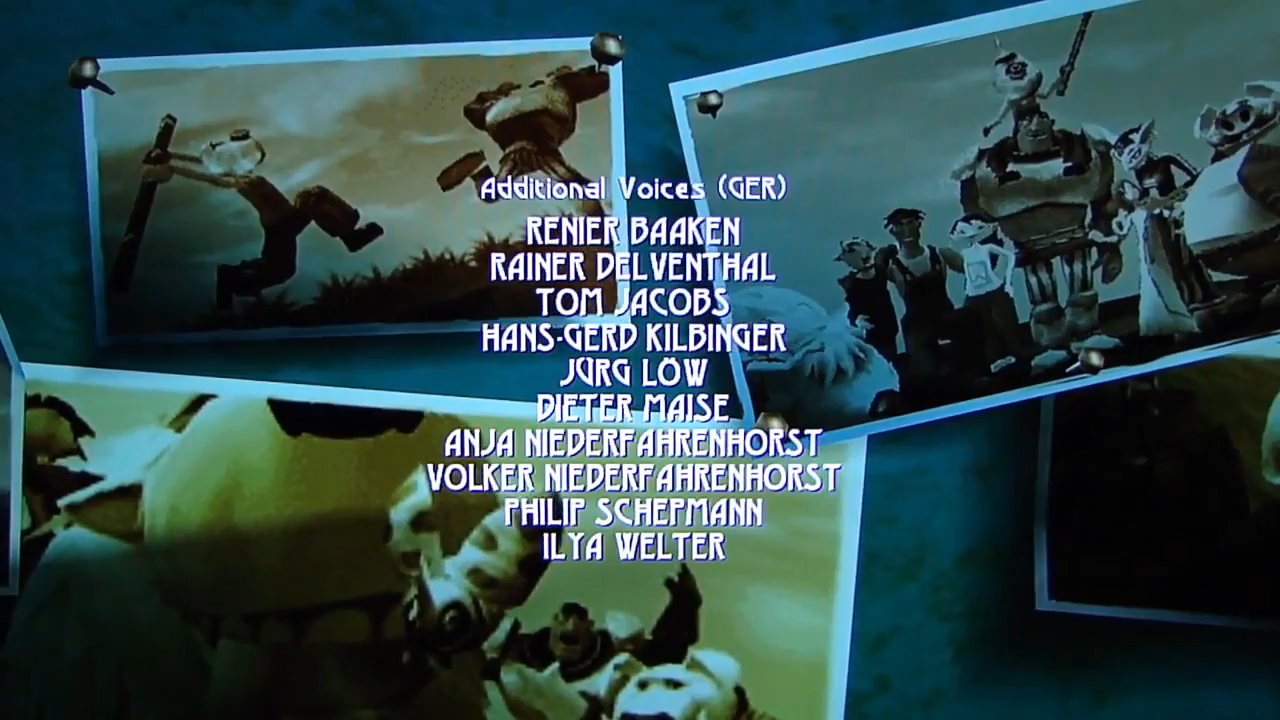 Additional Voices (GER)
RENIER BAAKEN
RAINER DELVENTHAL
TOM JACOBS
HANS-GERD KILBINGER
JÜRG LÖW
DIETER MAISE
ANJA NIEDERFAHRENHORST
VOLKER NIEDERFAHRENHORST
PHILIP SCHEPMANN
ILYA WELTER